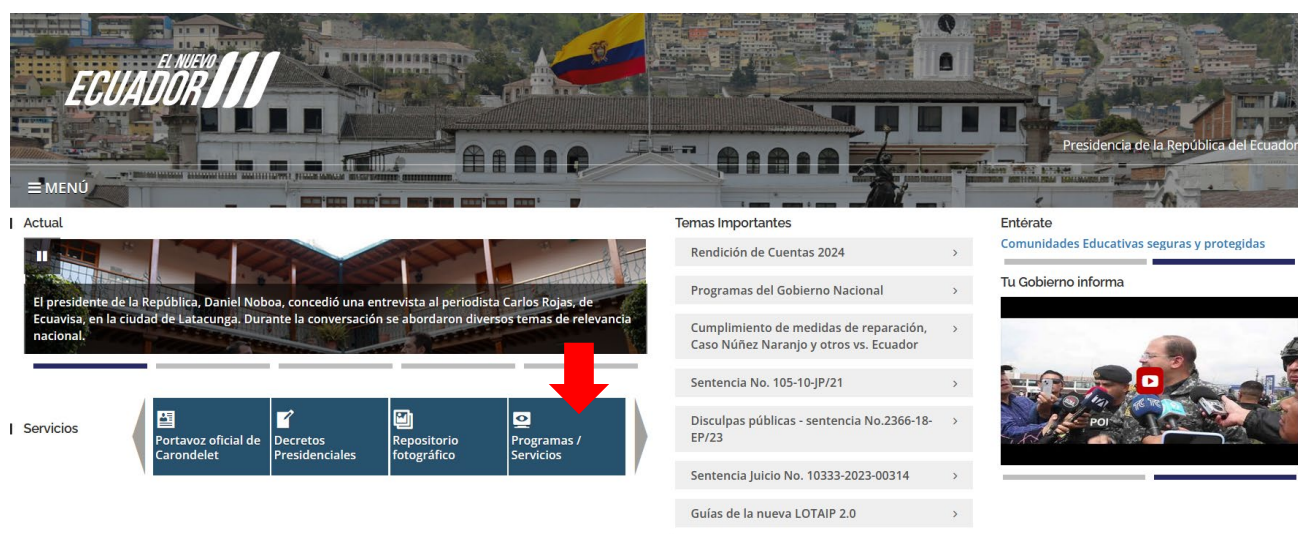 EL NUEVO
ECUADOR
Presidencia de la República del Ecuador
MENÚ
Actual
El presidente de la República, Daniel Noboa, concedió una entrevista al periodista Carlos Rojas, de
Ecuavisa, en la ciudad de Latacunga. Durante la conversación se abordaron diversos temas de relevancia
nacional.
Servicios
Portavoz oficial de
Carondelet
Decretos
Presidenciales
Repositorio
fotográfico
Programas /
Servicios
Temas Importantes
Rendición de Cuentas 2024
Programas del Gobierno Nacional
Cumplimiento de medidas de reparación,
Caso Núñez Naranjo y otros vs. Ecuador
Sentencia No. 105-10-JP/21
Disculpas públicas - sentencia No.2366-18-
EP/23
Sentencia Juicio No. 10333-2023-00314
Guías de la nueva LOTAIP 2.0
Entérate
Comunidades Educativas seguras y protegidas
Tu Gobierno informa
POI